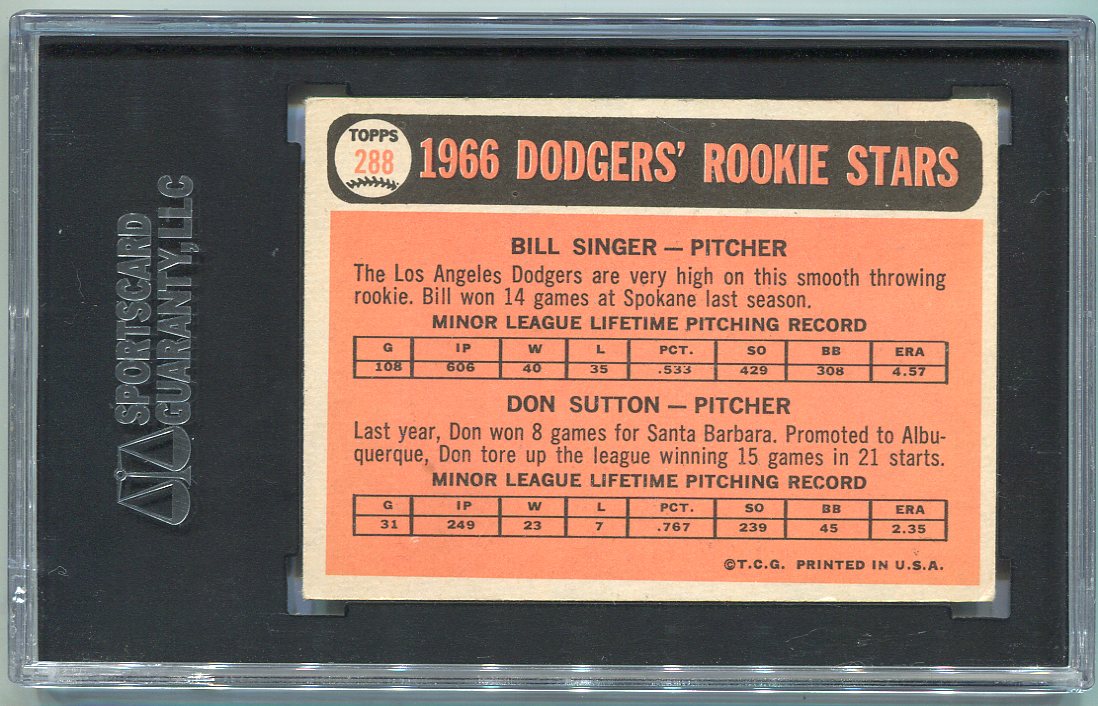 SPORTSCARD
GUARANTY, LLC
TOPPS
288
1966 DODGERS' ROOKIE STARS
BILL SINGER — PITCHER
The Los Angeles Dodgers are very high on this smooth throwing
rookie. Bill won 14 games at Spokane last season.
MINOR LEAGUE LIFETIME PITCHING RECORD
G IP W L PCT. SO BB ERA
108 606 40 35 .533 429 308 4.57
DON SUTTON — PITCHER
Last year, Don won 8 games for Santa Barbara. Promoted to Albu-
querque, Don tore up the league winning 15 games in 21 starts.
MINOR LEAGUE LIFETIME PITCHING RECORD
G IP W L PCT. SO BB ERA
31 249 23 7 .767 239 45 2.35
©T.C.G. PRINTED IN U.S.A.